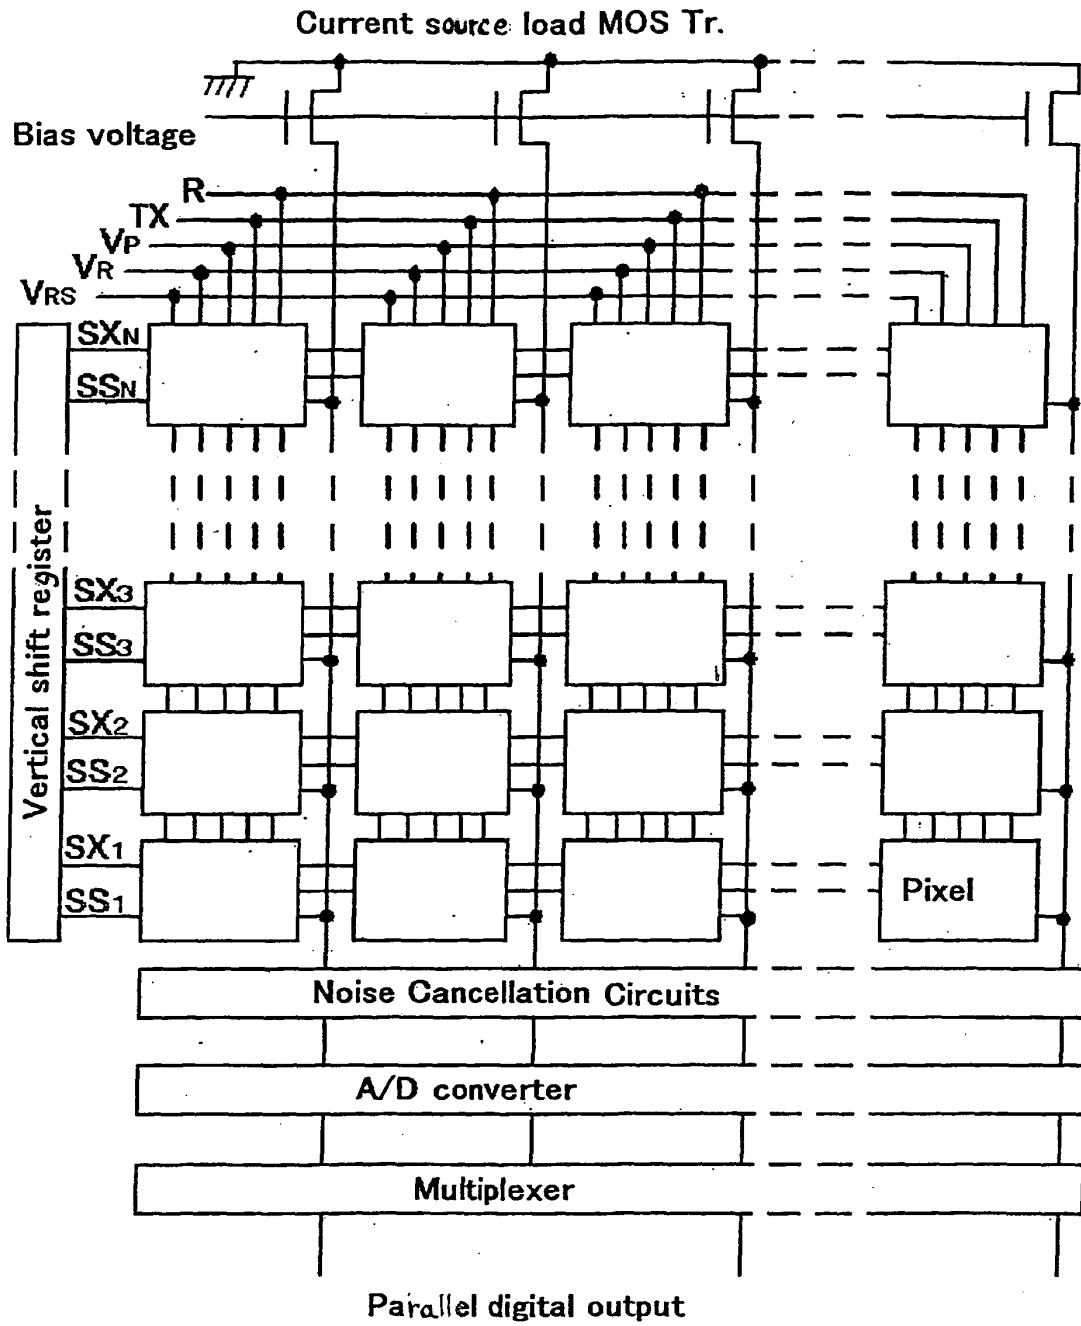 Current source load MOS Tr.
Bias voltage
R
TX
VP
VR
VRS
SXN
SSN
Vertical shift register
SX3
SS3
SX2
SS2
SX1
SS1
Pixel
Noise Cancellation Circuits
A/D converter
Multiplexer
Parallel digital output